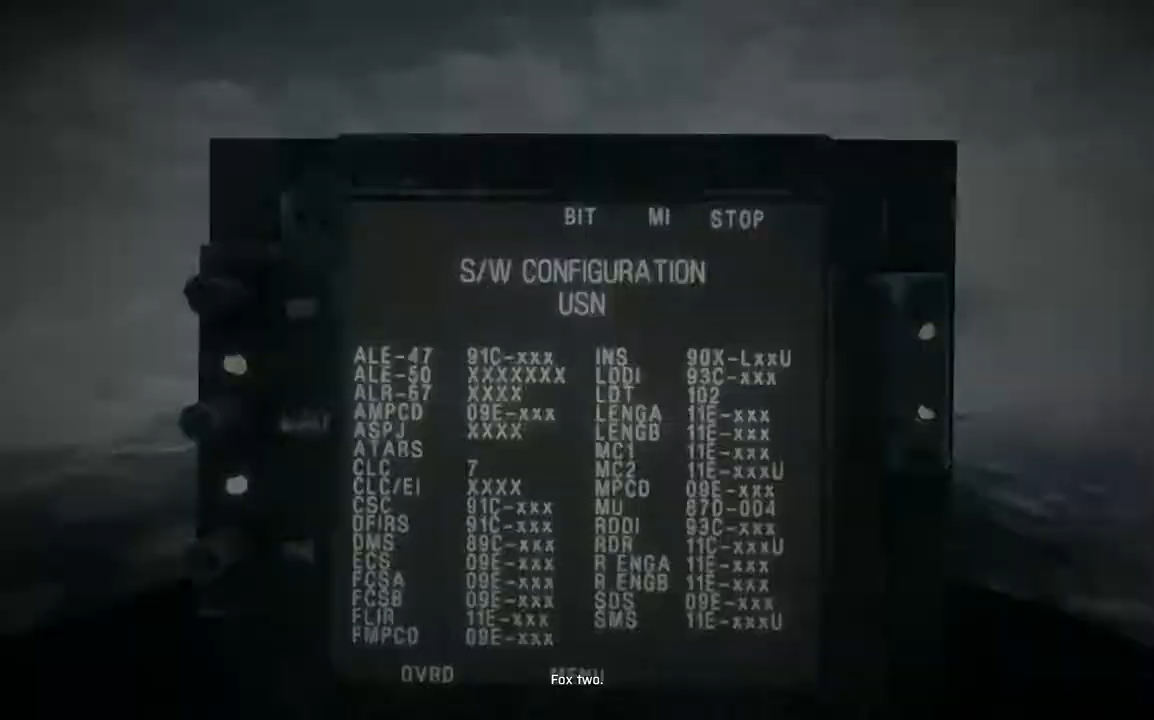 BIT MI STOP
S/W CONFIGURATION
USN
ALE-47 91C-xxx INS 90X-LxxU
ALE-50 XXXXXXX LDDI 93C-xxx
ALR-67 XXXX LDT 102
AMPCD 09E-xxx LENGA 11E-xxx
ASPJ XXXX LENGB 11E-xxx
ATARS MC1 11E-xxx
CLC 7 MC2 11E-xxxU
CLC/EI XXXX MPCD 09E-xxx
CSC 91C-xxx MU 87D-004
DFIRS 91C-xxx RDDI 93C-xxx
DMS 89C-xxx RDR 11C-xxxU
ECS 09E-xxx R ENGA 11E-xxx
FCSA 09E-xxx R ENGB 11E-xxx
FCSB 09E-xxx SDS 09E-xxx
FLIR 11E-xxx SMS 11E-xxxU
FMPCD 09E-xxx
OVRD MENU
Fox two.